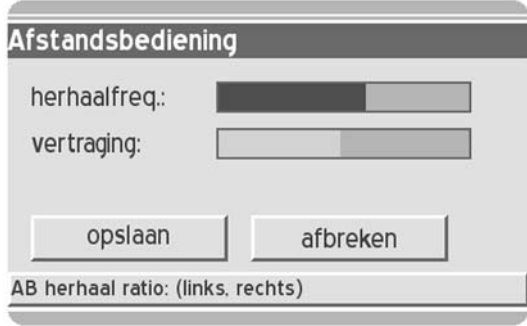 Afstandsbediening
herhaalfreq.:
vertraging:
opslaan afbreken
AB herhaal ratio: (links, rechts)